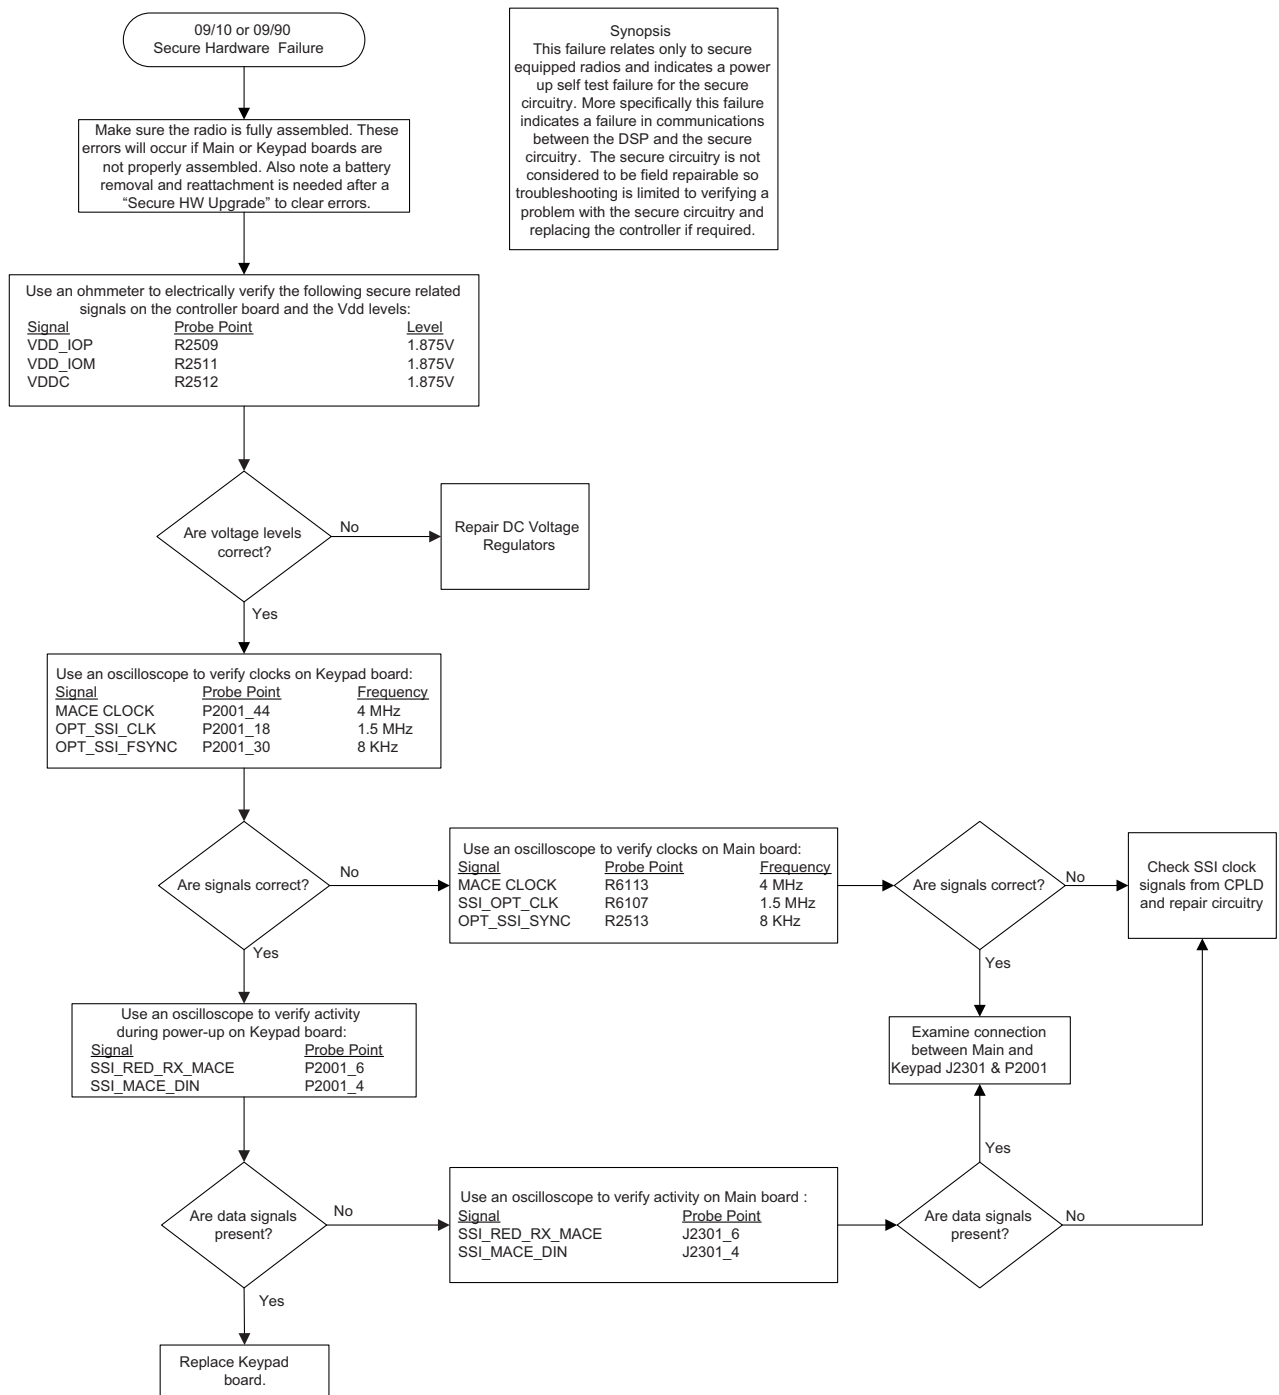 09/10 or 09/90
Secure Hardware Failure
Synopsis
This failure relates only to secure
equipped radios and indicates a power
up self test failure for the secure
circuitry. More specifically this failure
indicates a failure in communications
between the DSP and the secure
circuitry. The secure circuitry is not
considered to be field repairable so
troubleshooting is limited to verifying a
problem with the secure circuitry and
replacing the controller if required.
Make sure the radio is fully assembled. These
errors will occur if Main or Keypad boards are
not properly assembled. Also note a battery
removal and reattachment is needed after a
“Secure HW Upgrade” to clear errors.
Use an ohmmeter to electrically verify the following secure related
signals on the controller board and the Vdd levels:
Signal Probe Point Level
VDD_IOP R2509 1.875V
VDD_IOM R2511 1.875V
VDDC R2512 1.875V
Are voltage levels
correct?
No
Repair DC Voltage
Regulators
Yes
Use an oscilloscope to verify clocks on Keypad board:
Signal Probe Point Frequency
MACE CLOCK P2001_44 4 MHz
OPT_SSI_CLK P2001_18 1.5 MHz
OPT_SSI_FSYNC P2001_30 8 KHz
Are signals correct?
No
Use an oscilloscope to verify clocks on Main board:
Signal Probe Point Frequency
MACE CLOCK R6113 4 MHz
SSI_OPT_CLK R6107 1.5 MHz
OPT_SSI_SYNC R2513 8 KHz
Are signals correct?
No
Check SSI clock
signals from CPLD
and repair circuitry
Yes
Yes
Use an oscilloscope to verify activity
during power-up on Keypad board:
Signal Probe Point
SSI_RED_RX_MACE P2001_6
SSI_MACE_DIN P2001_4
Examine connection
between Main and
Keypad J2301 & P2001
Yes
Are data signals
present?
No
Use an oscilloscope to verify activity on Main board :
Signal Probe Point
SSI_RED_RX_MACE J2301_6
SSI_MACE_DIN J2301_4
Are data signals
present?
No
Yes
Replace Keypad
board.